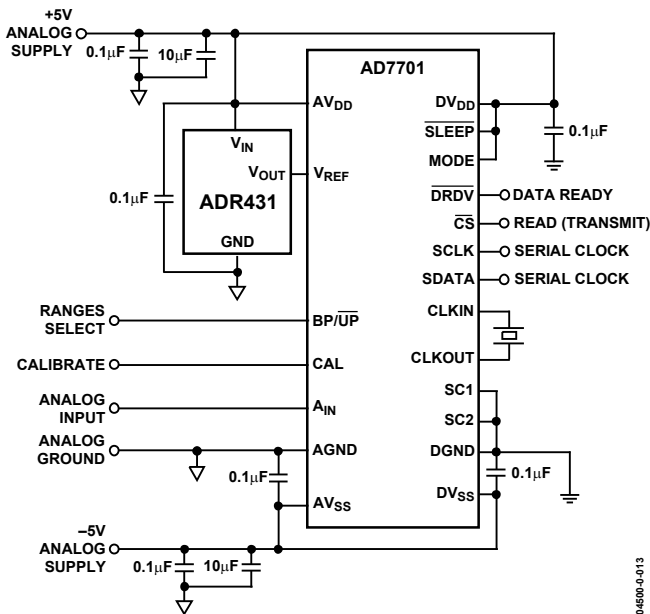 +5V
ANALOG
SUPPLY
0.1µF
10µF
AD7701
AVDD
DVDD
SLEEP
MODE
0.1µF
VIN
VOUT
VREF
0.1µF
ADR431
GND
DRDV
DATA READY
CS
READ (TRANSMIT)
SCLK
SERIAL CLOCK
SDATA
SERIAL CLOCK
RANGES
SELECT
BP/UP
CLKIN
CALIBRATE
CAL
CLKOUT
ANALOG
INPUT
AIN
SC1
SC2
ANALOG
GROUND
AGND
DGND
0.1µF
0.1µF
AVSS
DVSS
–5V
ANALOG
SUPPLY
0.1µF
10µF
04500-0-013